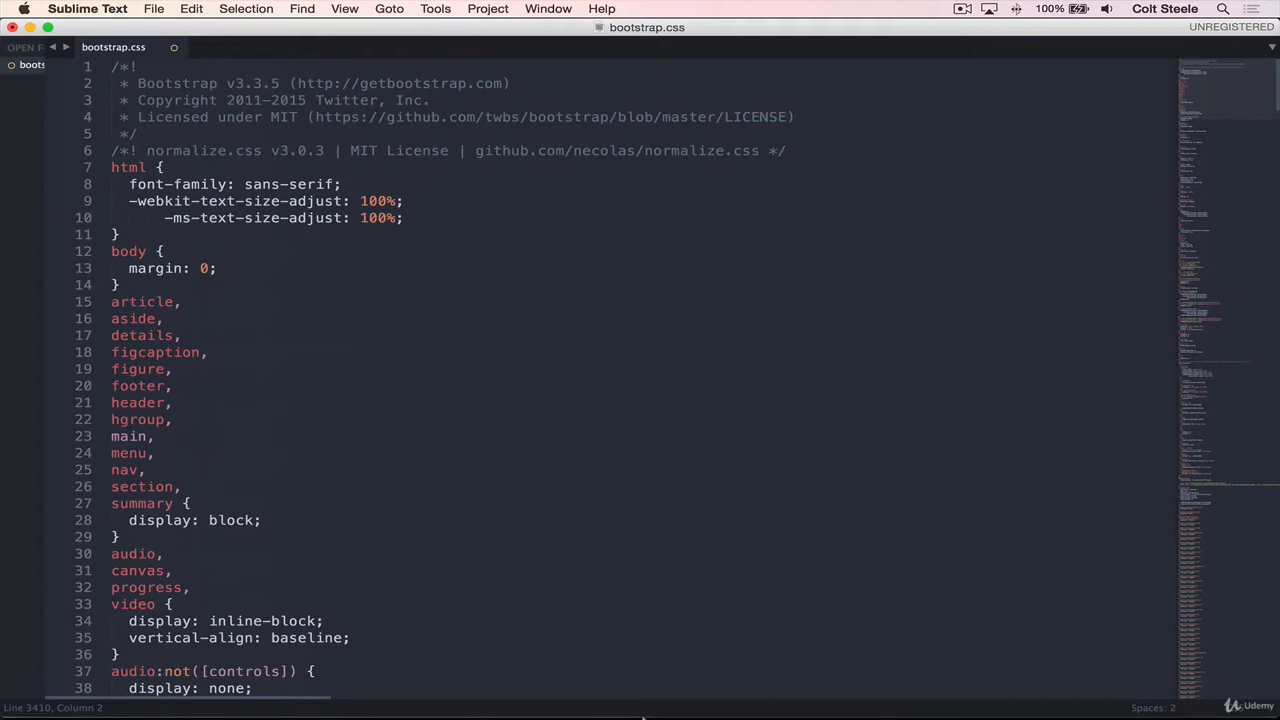 Sublime Text File Edit Selection Find View Goto Tools Project Window Help 100% Colt Steele
bootstrap.css UNREGISTERED
OPEN F bootstrap.css
boots
1 /*!
2 * Bootstrap v3.3.5 (http://getbootstrap.com)
3 * Copyright 2011-2015 Twitter, Inc.
4 * Licensed under MIT (https://github.com/twbs/bootstrap/blob/master/LICENSE)
5 */
6 /*! normalize.css v3.0.3 | MIT License | github.com/necolas/normalize.css */
7 html {
8 font-family: sans-serif;
9 -webkit-text-size-adjust: 100%;
10 -ms-text-size-adjust: 100%;
11 }
12 body {
13 margin: 0;
14 }
15 article,
16 aside,
17 details,
18 figcaption,
19 figure,
20 footer,
21 header,
22 hgroup,
23 main,
24 menu,
25 nav,
26 section,
27 summary {
28 display: block;
29 }
30 audio,
31 canvas,
32 progress,
33 video {
34 display: inline-block;
35 vertical-align: baseline;
36 }
37 audio:not([controls]) {
38 display: none;
Line 3410, Column 2 Spaces: 2 Udemy